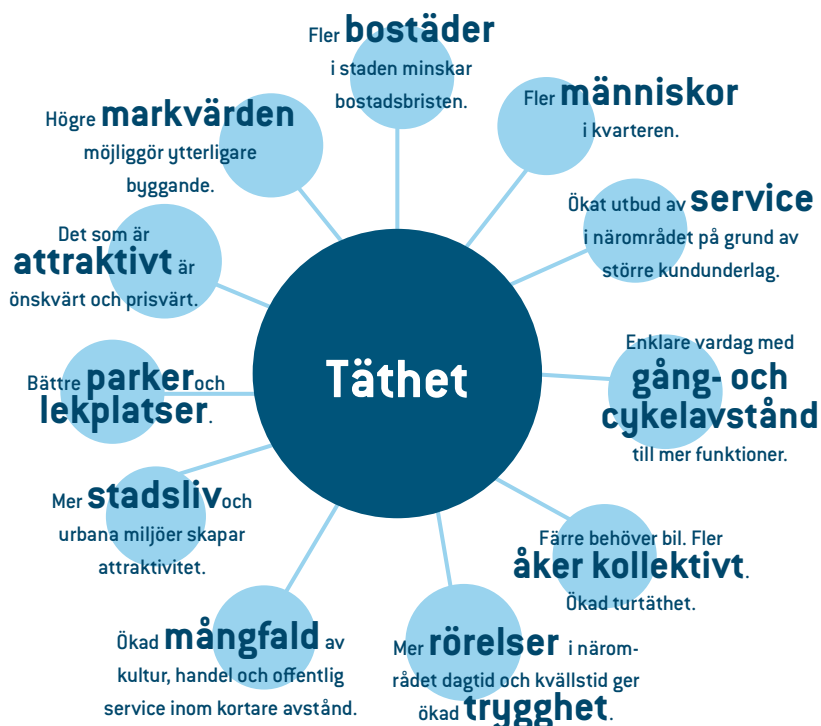 Fler bostäder
i staden minskar
bostadsbristen.
Fler människor
i kvarteren.
Ökat utbud av service
i närområdet på grund av
större kundunderlag.
Enklare vardag med
gång- och
cykelavstånd
till mer funktioner.
Färre behöver bil. Fler
åker kollektivt.
Ökad turtäthet.
Mer rörelser i närom-
rådet dagtid och kvällstid ger
ökad trygghet.
Ökad mångfald av
kultur, handel och offentlig
service inom kortare avstånd.
Mer stadsliv och
urbana miljöer skapar
attraktivitet.
Bättre parker och
lekplatser.
Det som är
attraktivt är
önskvärt och prisvärt.
Högre markvärden
möjliggör ytterligare
byggande.
Täthet